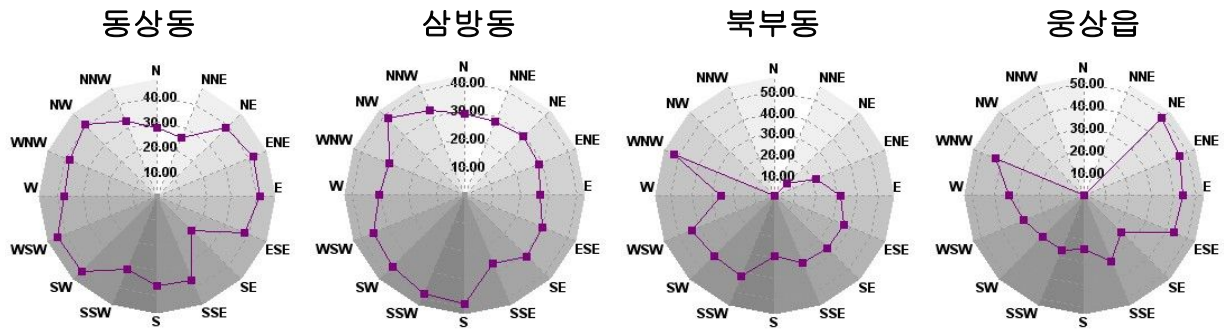 동상동
N
NNE
NE
ENE
E
ESE
SE
SSE
S
SSW
SW
WSW
W
WNW
NW
NNW
40.00
30.00
20.00
10.00
삼방동
N
NNE
NE
ENE
E
ESE
SE
SSE
S
SSW
SW
WSW
W
WNW
NW
NNW
40.00
30.00
20.00
10.00
북부동
N
NNE
NE
ENE
E
ESE
SE
SSE
S
SSW
SW
WSW
W
WNW
NW
NNW
50.00
40.00
30.00
20.00
10.00
웅상읍
N
NNE
NE
ENE
E
ESE
SE
SSE
S
SSW
SW
WSW
W
WNW
NW
NNW
50.00
40.00
30.00
20.00
10.00